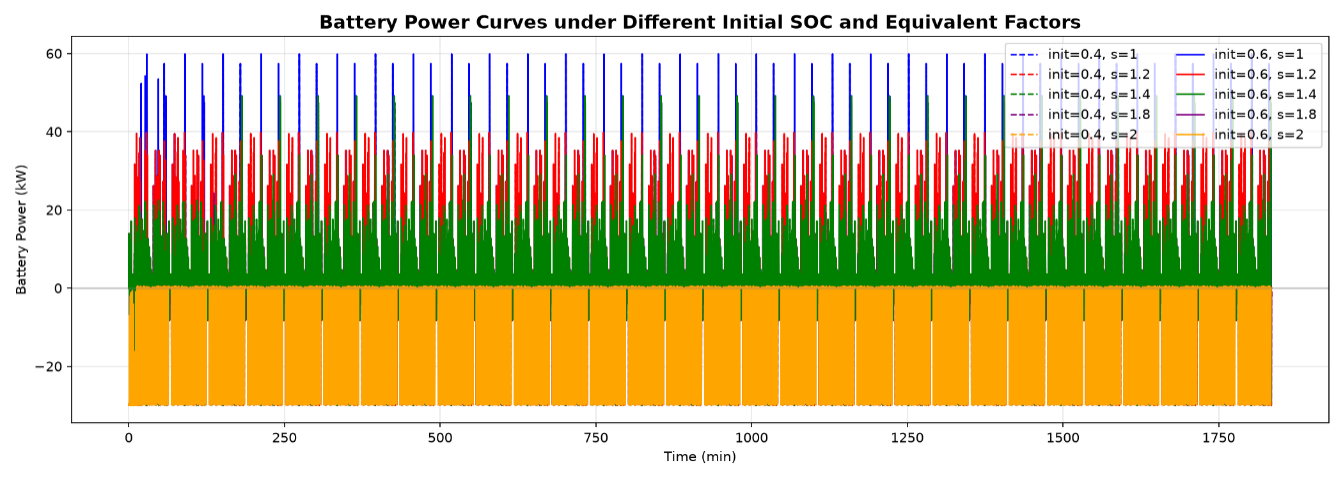 Battery Power Curves under Different Initial SOC and Equivalent Factors
Battery Power (kW)
60
40
20
0
−20
init=0.4, s=1
init=0.4, s=1.2
init=0.4, s=1.4
init=0.4, s=1.8
init=0.4, s=2
init=0.6, s=1
init=0.6, s=1.2
init=0.6, s=1.4
init=0.6, s=1.8
init=0.6, s=2
0 250 500 750 1000 1250 1500 1750
Time (min)